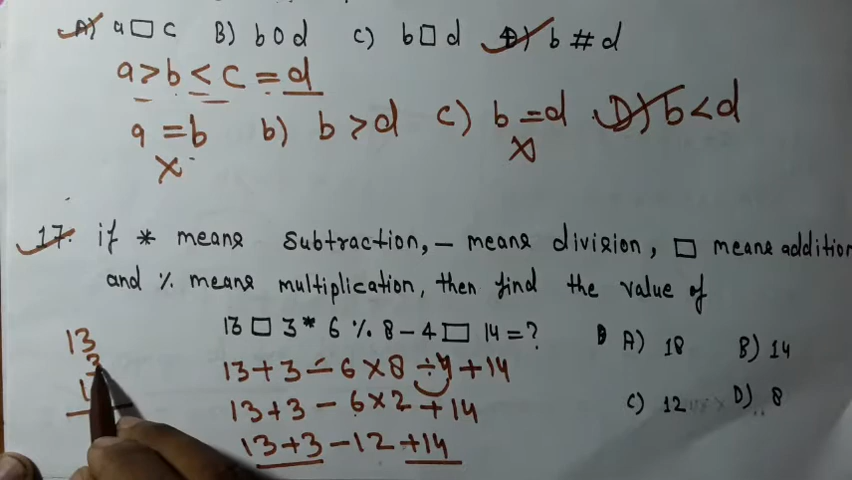 A) a □ c B) b O d C) b □ d D) b # d
a > b < c = d
a = b b) b > d C) b = d D) b < d
17. if * means subtraction, - means division, □ means addition
and % means multiplication, then find the value of
13 □ 3 * 6 % 8 - 4 □ 14 = ?
A) 18 B) 14
13 + 3 - 6 × 8 ÷ 4 + 14
C) 12 D) 8
13 + 3 - 6 × 2 + 14
13 + 3 - 12 + 14
13
3